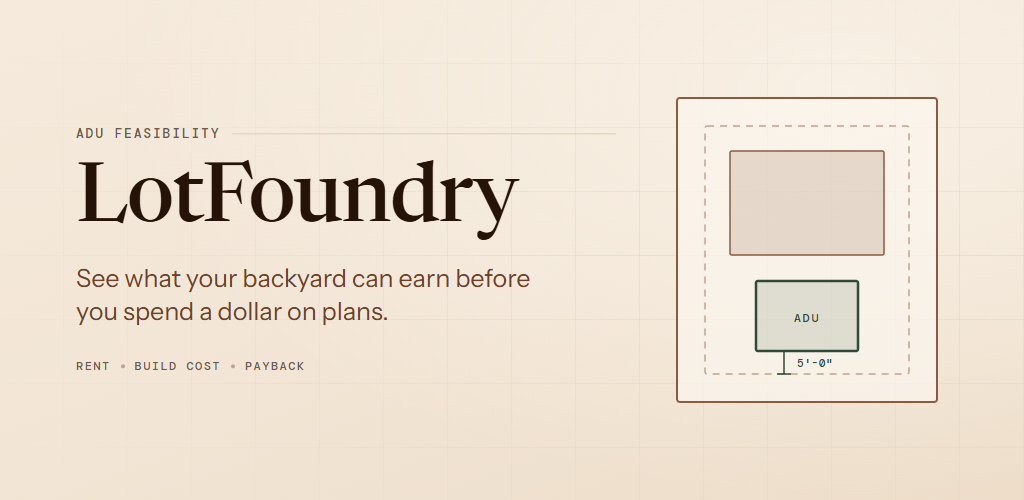 ADU FEASIBILITY
LotFoundry
See what your backyard can earn before
you spend a dollar on plans.
RENT • BUILD COST • PAYBACK
ADU
5'-0"